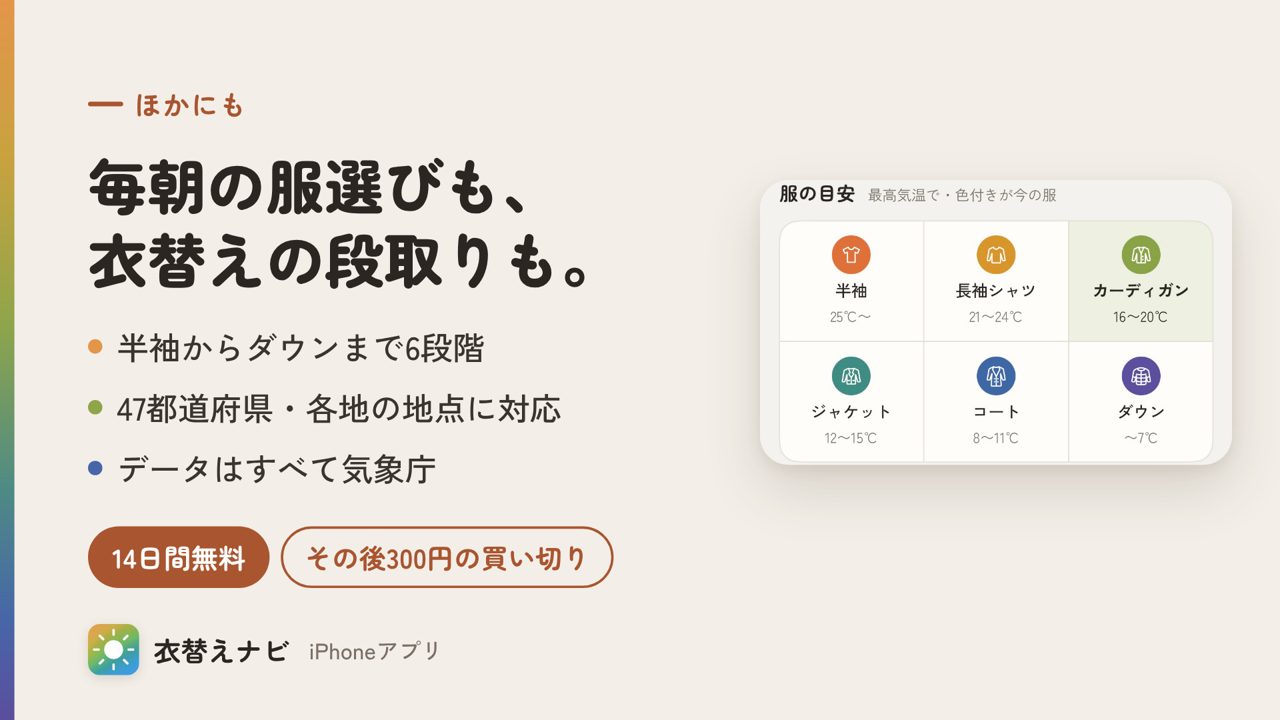 ほかにも
毎朝の服選びも、
衣替えの段取りも。
半袖からダウンまで6段階
47都道府県・各地の地点に対応
データはすべて気象庁
14日間無料
その後300円の買い切り
衣替えナビ iPhoneアプリ
服の目安 最高気温で・色付きが今の服
半袖
25℃〜
長袖シャツ
21〜24℃
カーディガン
16〜20℃
ジャケット
12〜15℃
コート
8〜11℃
ダウン
〜7℃